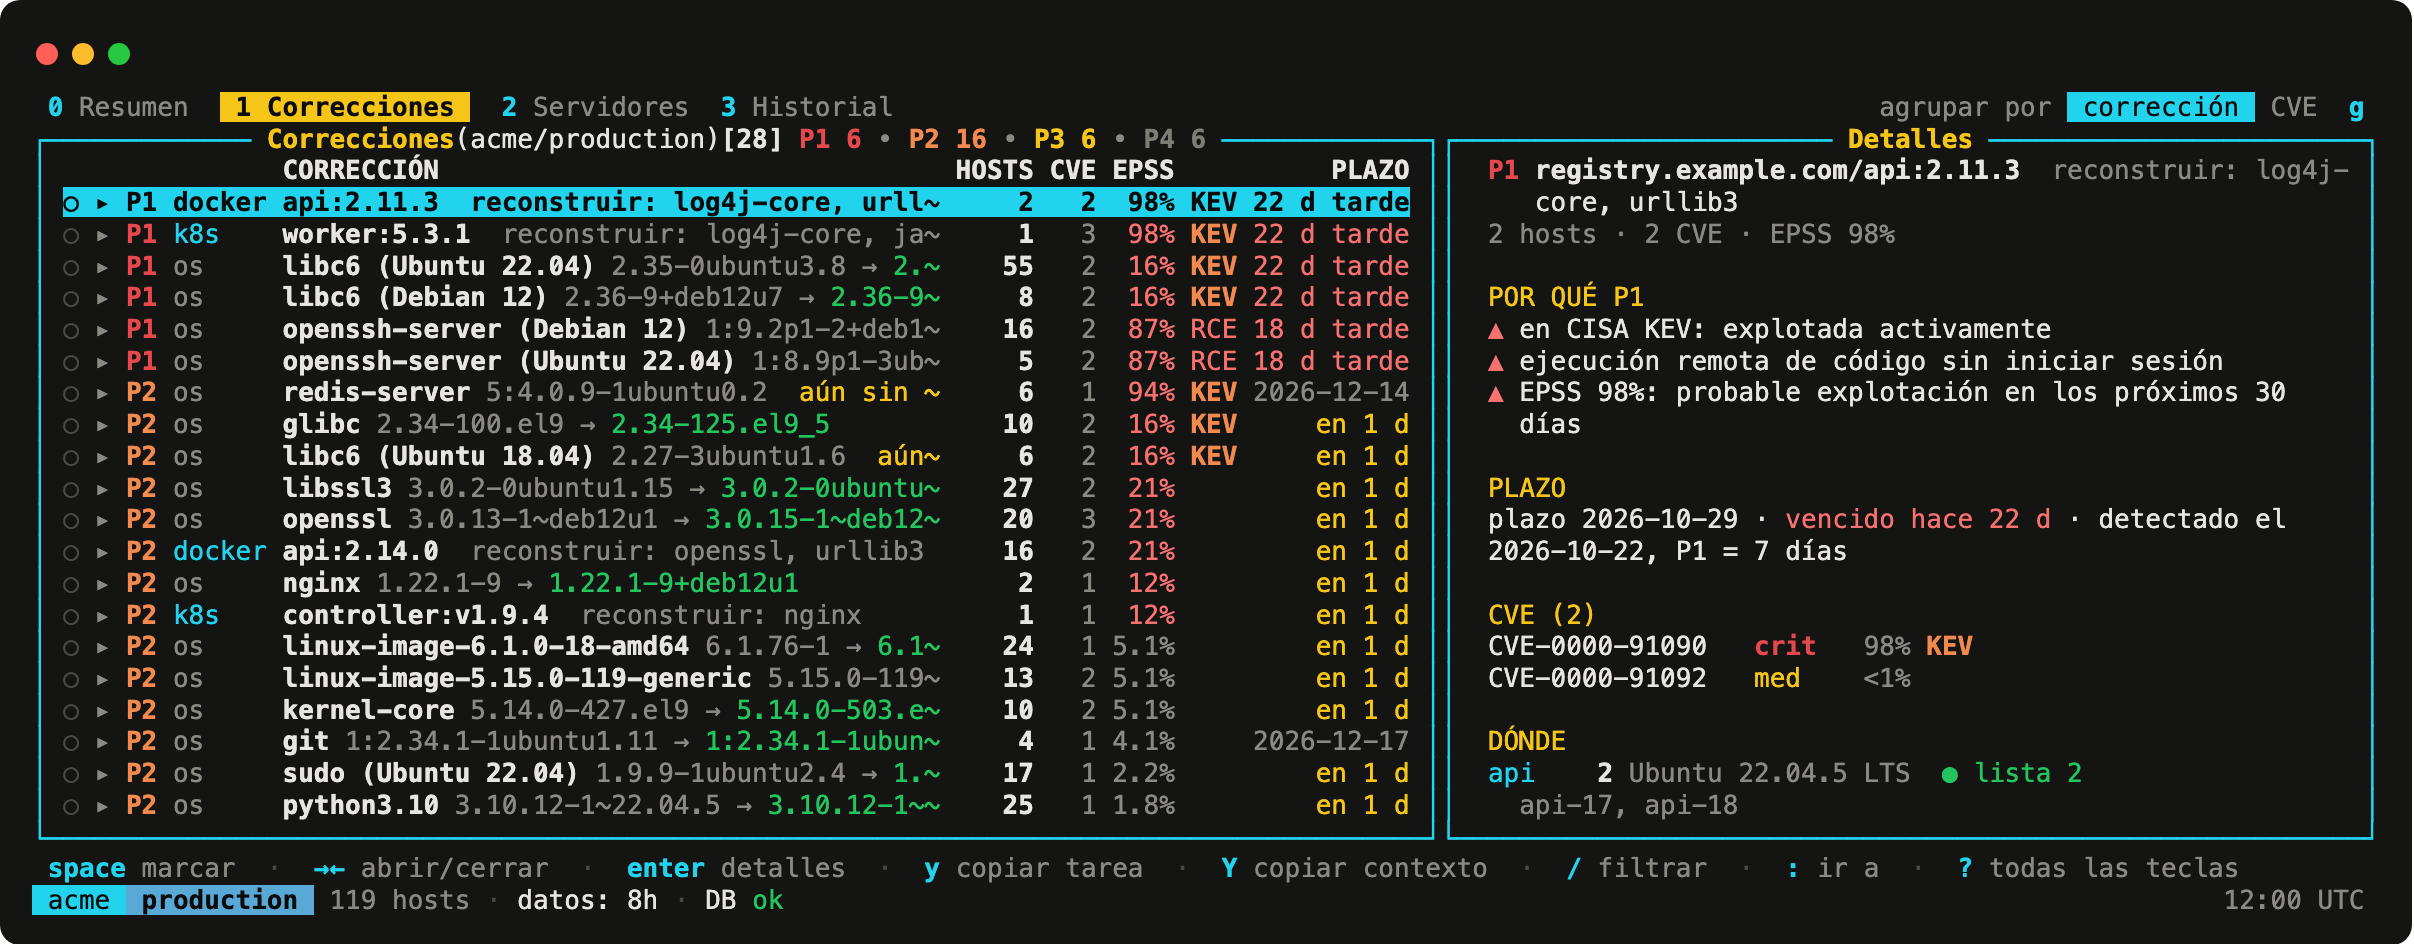 0 Resumen  1 Correcciones  2 Servidores  3 Historial  agrupar por  corrección  CVE  g
Correcciones(acme/production)[28] P1 6 • P2 16 • P3 6 • P4 6
CORRECCIÓN  HOSTS CVE EPSS  PLAZO
○ ▸ P1 docker api:2.11.3  reconstruir: log4j-core, urll~  2  2  98% KEV 22 d tarde
○ ▸ P1 k8s  worker:5.3.1  reconstruir: log4j-core, ja~  1  3  98% KEV 22 d tarde
○ ▸ P1 os  libc6 (Ubuntu 22.04) 2.35-0ubuntu3.8 → 2.~  55  2  16% KEV 22 d tarde
○ ▸ P1 os  libc6 (Debian 12) 2.36-9+deb12u7 → 2.36-9~  8  2  16% KEV 22 d tarde
○ ▸ P1 os  openssh-server (Debian 12) 1:9.2p1-2+deb1~  16  2  87% RCE 18 d tarde
○ ▸ P1 os  openssh-server (Ubuntu 22.04) 1:8.9p1-3ub~  5  2  87% RCE 18 d tarde
○ ▸ P2 os  redis-server 5:4.0.9-1ubuntu0.2  aún sin ~  6  1  94% KEV 2026-12-14
○ ▸ P2 os  glibc 2.34-100.el9 → 2.34-125.el9_5  10  2  16% KEV  en 1 d
○ ▸ P2 os  libc6 (Ubuntu 18.04) 2.27-3ubuntu1.6  aún~  6  2  16% KEV  en 1 d
○ ▸ P2 os  libssl3 3.0.2-0ubuntu1.15 → 3.0.2-0ubuntu~  27  2  21%  en 1 d
○ ▸ P2 os  openssl 3.0.13-1~deb12u1 → 3.0.15-1~deb12~  20  3  21%  en 1 d
○ ▸ P2 docker api:2.14.0  reconstruir: openssl, urllib3  16  2  21%  en 1 d
○ ▸ P2 os  nginx 1.22.1-9 → 1.22.1-9+deb12u1  2  1  12%  en 1 d
○ ▸ P2 k8s  controller:v1.9.4  reconstruir: nginx  1  1  12%  en 1 d
○ ▸ P2 os  linux-image-6.1.0-18-amd64 6.1.76-1 → 6.1~  24  1 5.1%  en 1 d
○ ▸ P2 os  linux-image-5.15.0-119-generic 5.15.0-119~  13  2 5.1%  en 1 d
○ ▸ P2 os  kernel-core 5.14.0-427.el9 → 5.14.0-503.e~  10  2 5.1%  en 1 d
○ ▸ P2 os  git 1:2.34.1-1ubuntu1.11 → 1:2.34.1-1ubun~  4  1 4.1%  2026-12-17
○ ▸ P2 os  sudo (Ubuntu 22.04) 1.9.9-1ubuntu2.4 → 1.~  17  1 2.2%  en 1 d
○ ▸ P2 os  python3.10 3.10.12-1~22.04.5 → 3.10.12-1~~  25  1 1.8%  en 1 d
Detalles
P1 registry.example.com/api:2.11.3  reconstruir: log4j-
core, urllib3
2 hosts · 2 CVE · EPSS 98%
POR QUÉ P1
▲ en CISA KEV: explotada activamente
▲ ejecución remota de código sin iniciar sesión
▲ EPSS 98%: probable explotación en los próximos 30
días
PLAZO
plazo 2026-10-29 · vencido hace 22 d · detectado el
2026-10-22, P1 = 7 días
CVE (2)
CVE-0000-91090  crit  98% KEV
CVE-0000-91092  med  <1%
DÓNDE
api  2 Ubuntu 22.04.5 LTS  ● lista 2
api-17, api-18
space marcar · →← abrir/cerrar · enter detalles · y copiar tarea · Y copiar contexto · / filtrar · : ir a · ? todas las teclas
acme production 119 hosts · datos: 8h · DB ok  12:00 UTC